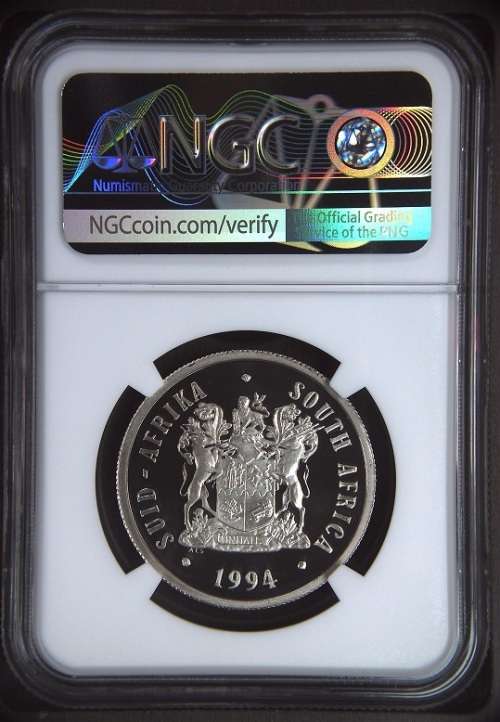 NGC
Numismatic Guaranty Corporation
NGCcoin.com/verify
The Official Grading
Service of the PNG
SUID - AFRIKA
SOUTH AFRICA
ALS
1994